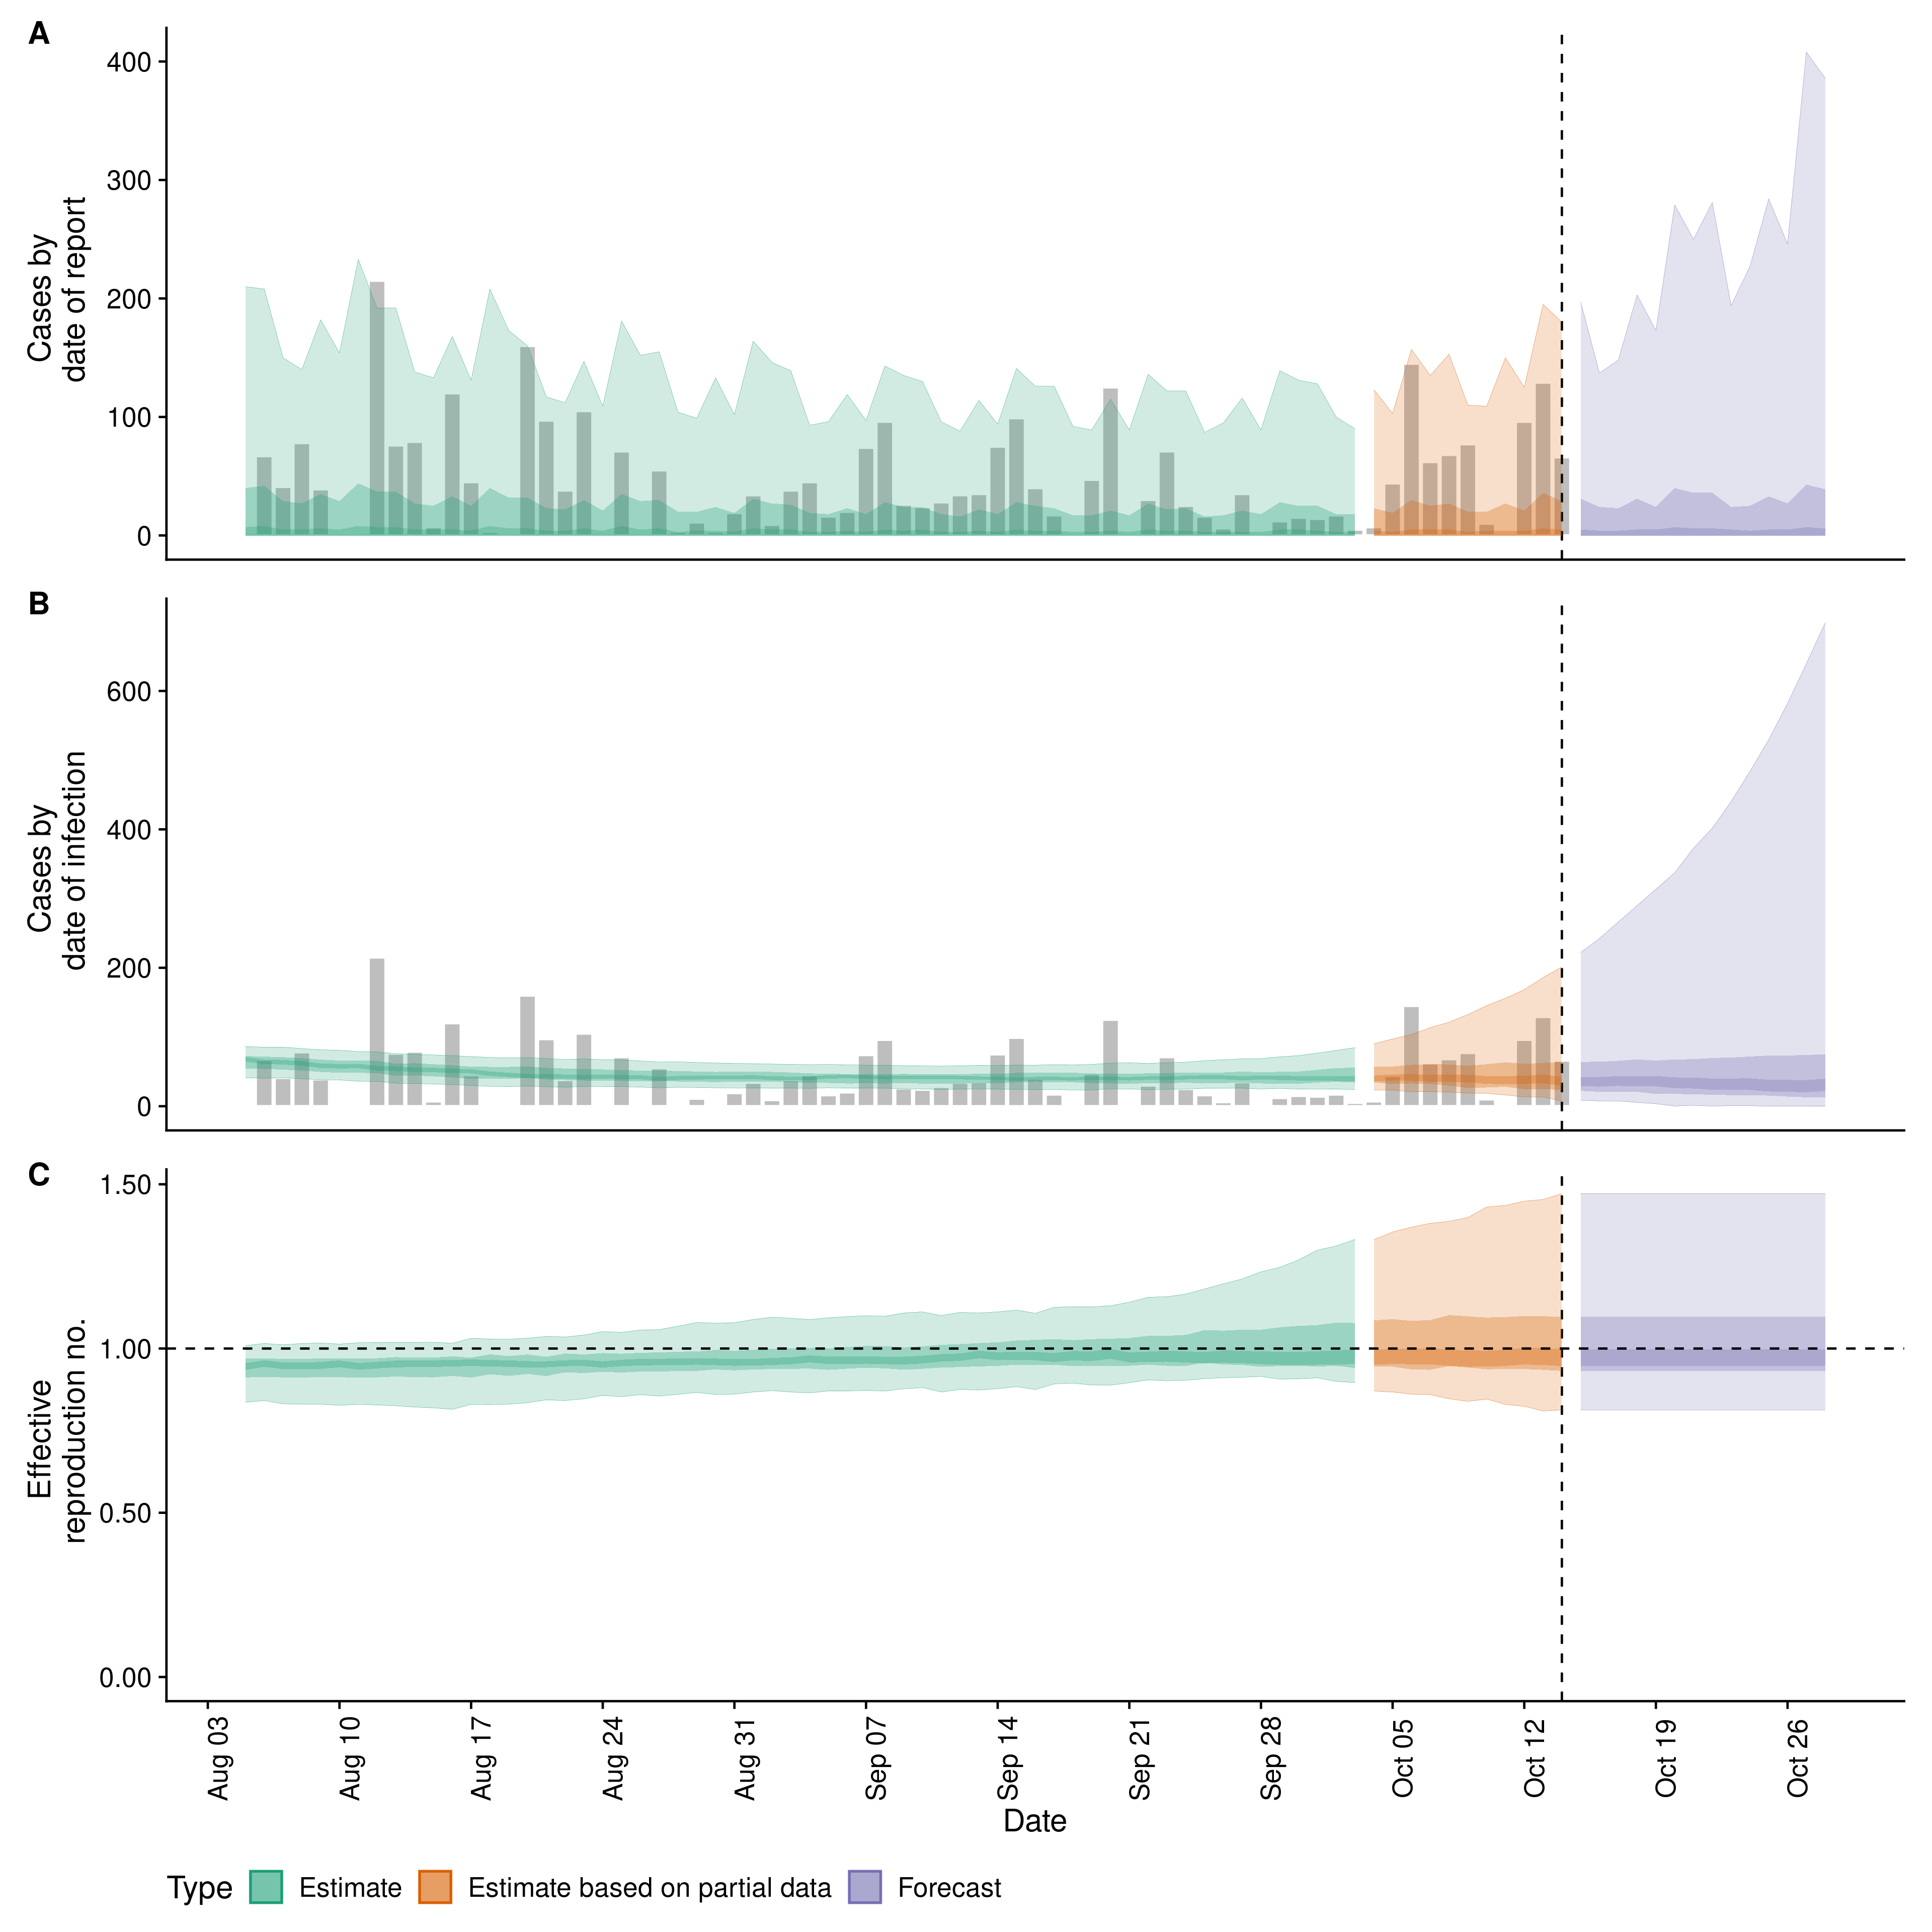 A
400
300
200
100
0
Cases by
date of report
B
600
400
200
0
Cases by
date of infection
C
1.50
1.00
0.50
0.00
Effective
reproduction no.
Aug 03
Aug 10
Aug 17
Aug 24
Aug 31
Sep 07
Sep 14
Sep 21
Sep 28
Oct 05
Oct 12
Oct 19
Oct 26
Date
Type Estimate Estimate based on partial data Forecast